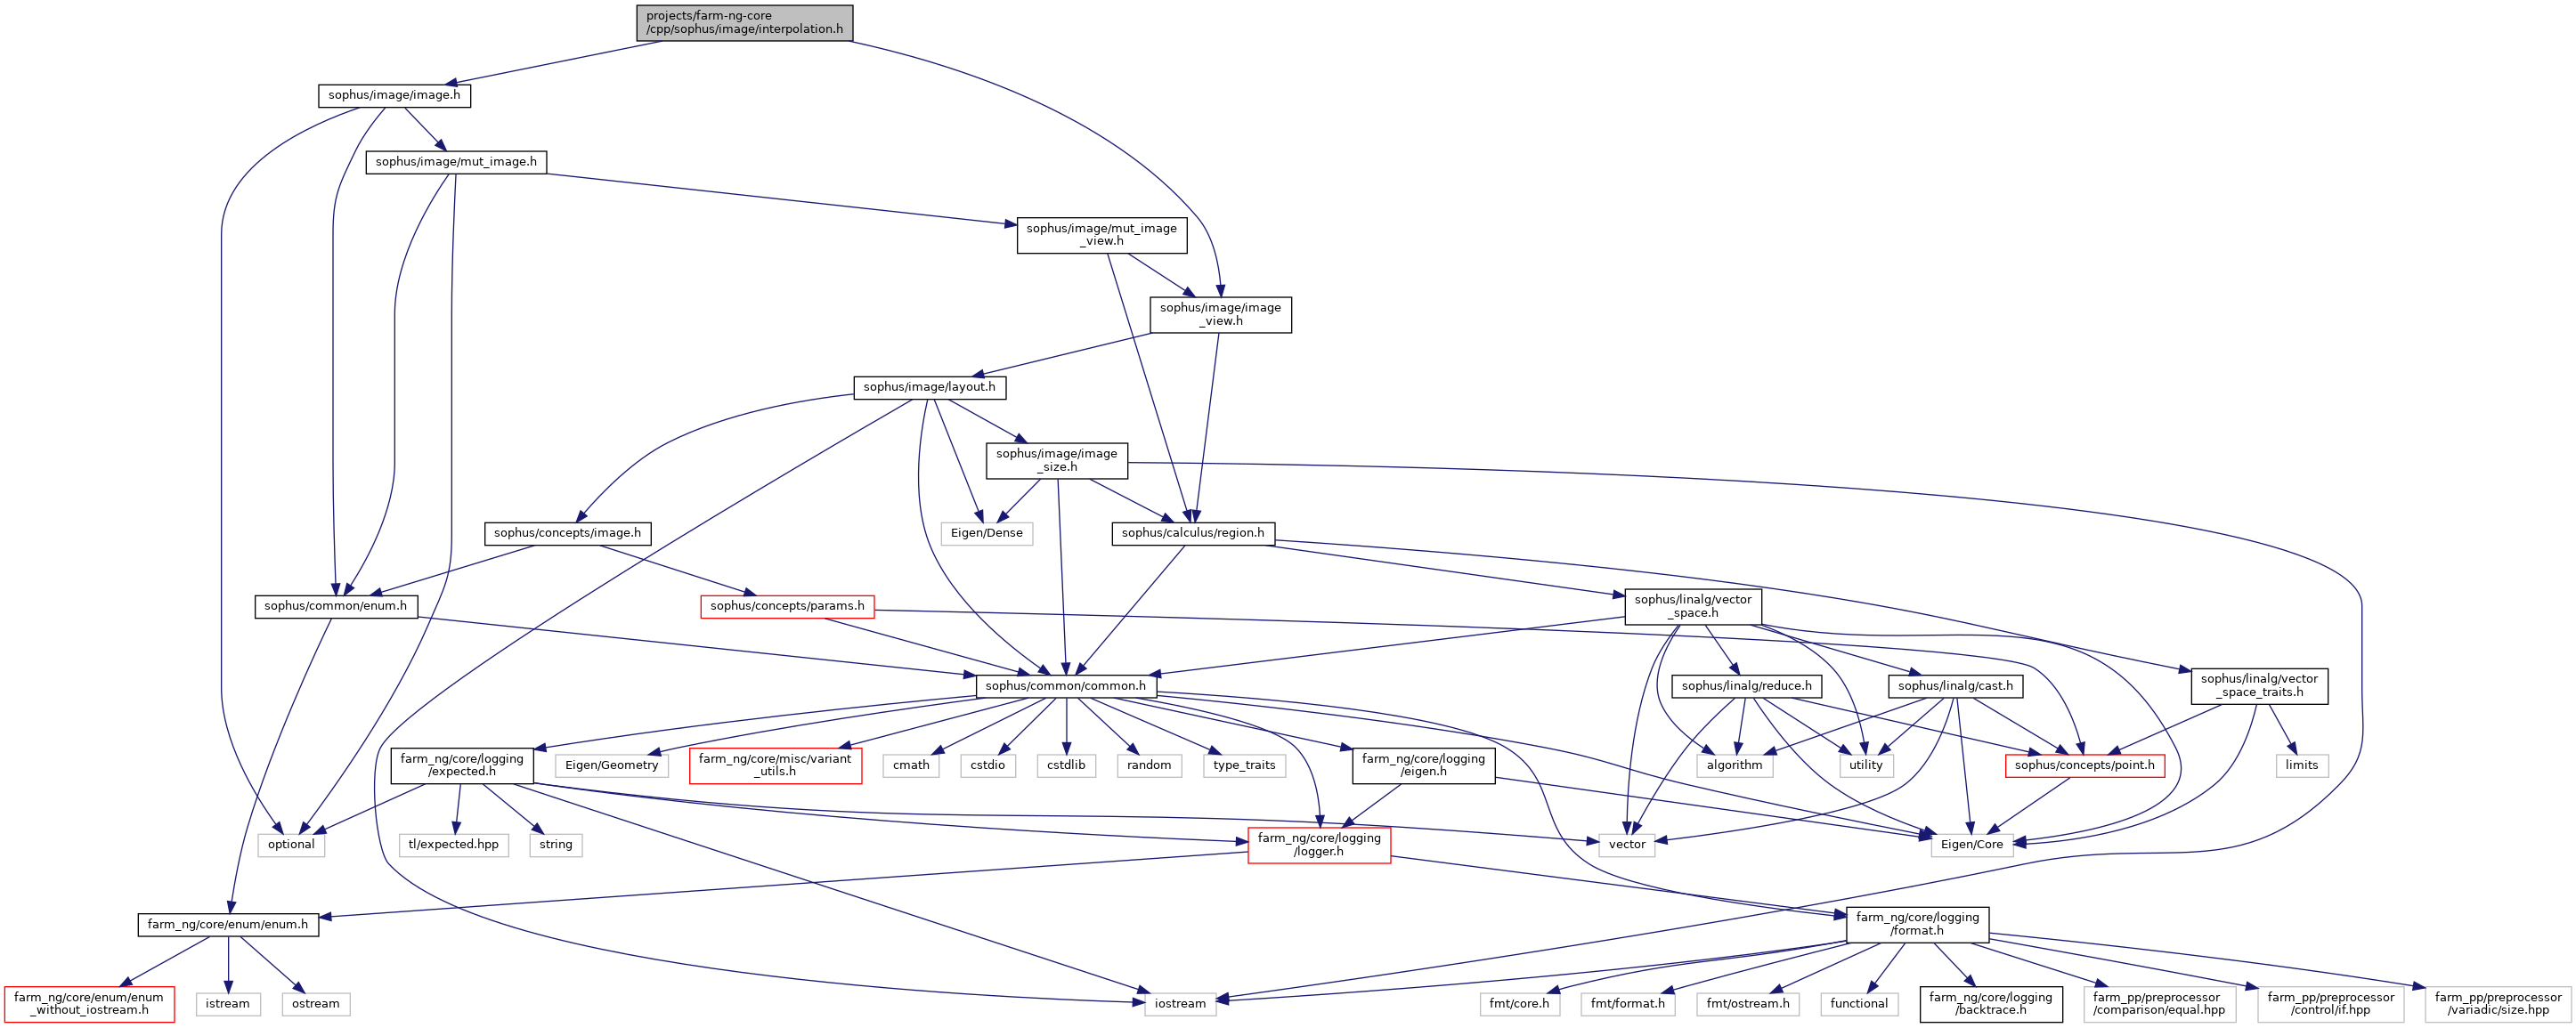 projects/farm-ng-core
/cpp/sophus/image/interpolation.h
sophus/image/image.h
sophus/image/mut_image.h
sophus/image/mut_image
_view.h
sophus/image/image
_view.h
sophus/image/layout.h
sophus/image/image
_size.h
sophus/concepts/image.h
Eigen/Dense
sophus/calculus/region.h
sophus/common/enum.h
sophus/concepts/params.h
sophus/linalg/vector
_space.h
sophus/common/common.h
sophus/linalg/reduce.h
sophus/linalg/cast.h
sophus/linalg/vector
_space_traits.h
farm_ng/core/logging
/expected.h
Eigen/Geometry
farm_ng/core/misc/variant
_utils.h
cmath
cstdio
cstdlib
random
type_traits
farm_ng/core/logging
/eigen.h
algorithm
utility
sophus/concepts/point.h
limits
optional
tl/expected.hpp
string
farm_ng/core/logging
/logger.h
vector
Eigen/Core
farm_ng/core/enum/enum.h
farm_ng/core/logging
/format.h
farm_ng/core/enum/enum
_without_iostream.h
istream
ostream
iostream
fmt/core.h
fmt/format.h
fmt/ostream.h
functional
farm_ng/core/logging
/backtrace.h
farm_pp/preprocessor
/comparison/equal.hpp
farm_pp/preprocessor
/control/if.hpp
farm_pp/preprocessor
/variadic/size.hpp